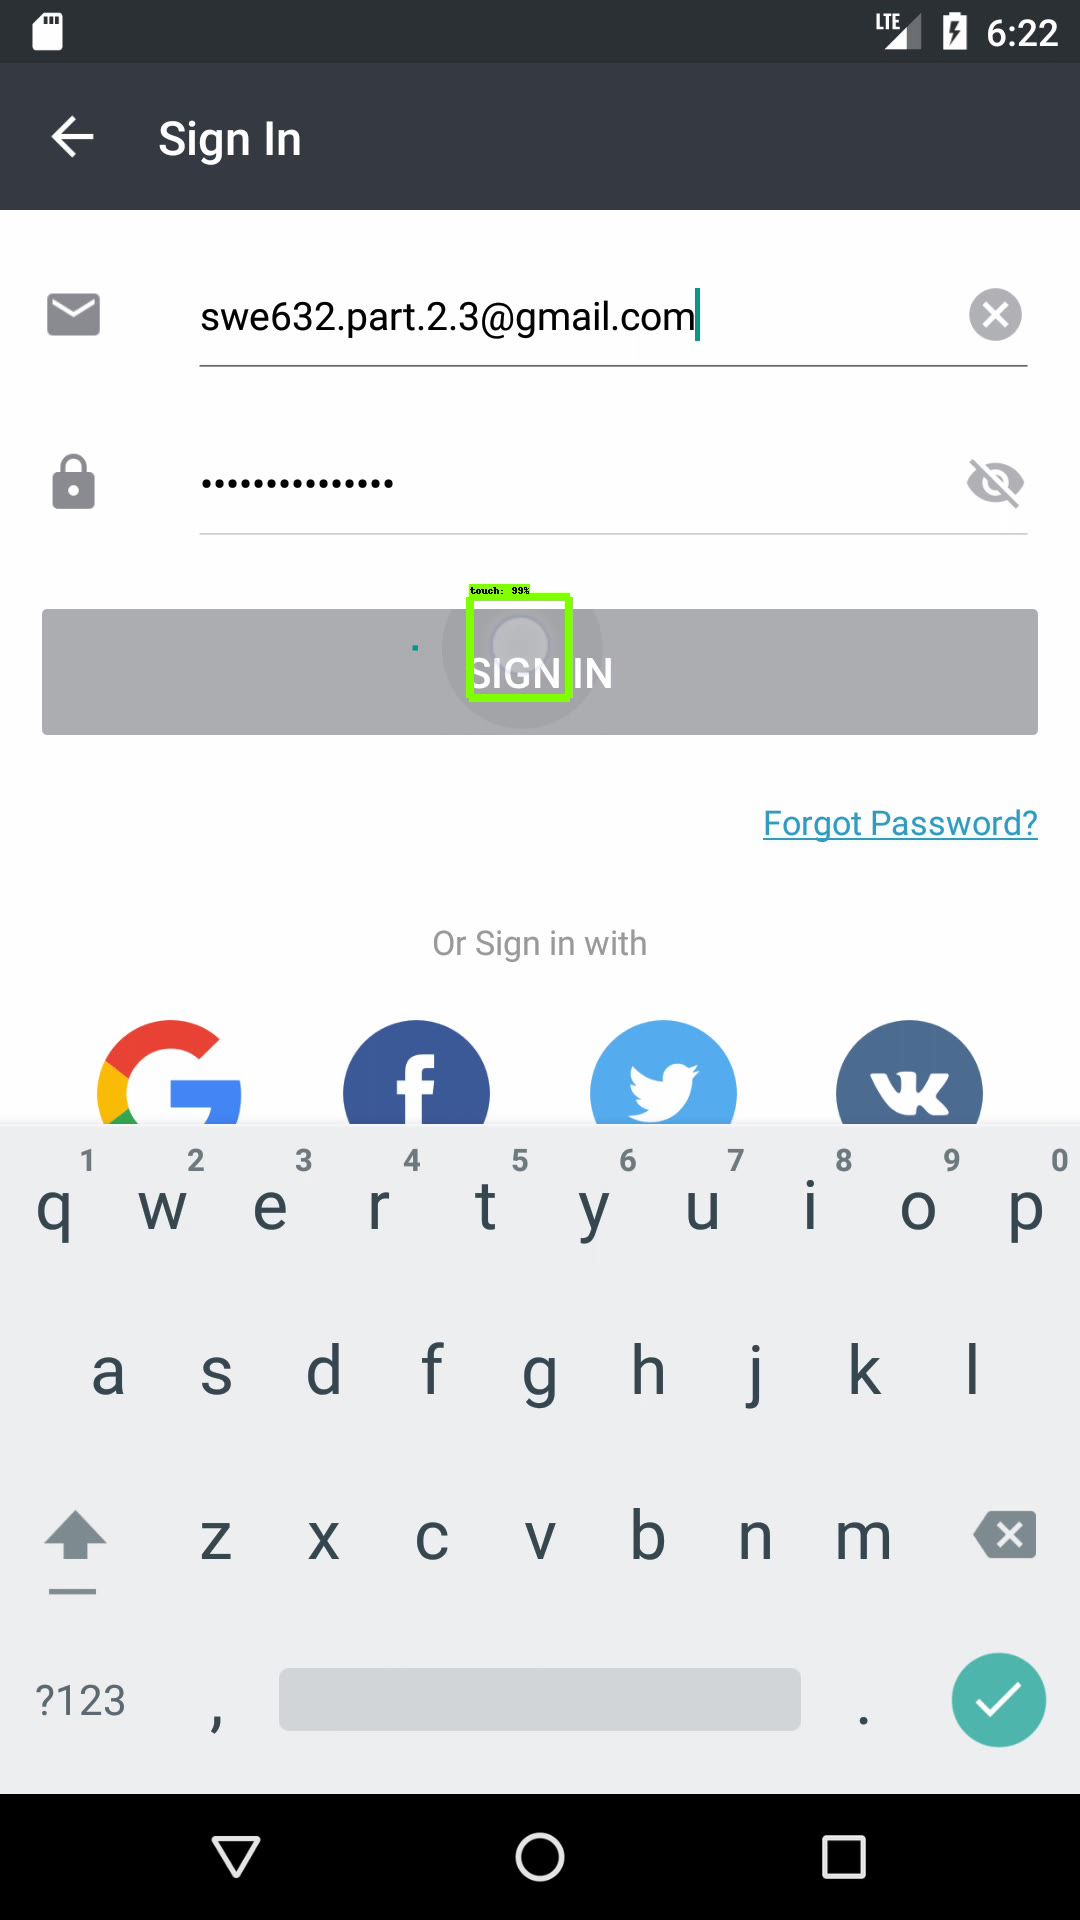 LTE 6:22
Sign In
swe632.part.2.3@gmail.com
•••••••••••••••
touch: 99%
SIGN IN
Forgot Password?
Or Sign in with
1 2 3 4 5 6 7 8 9 0
q w e r t y u i o p
a s d f g h j k l
z x c v b n m
?123 , .